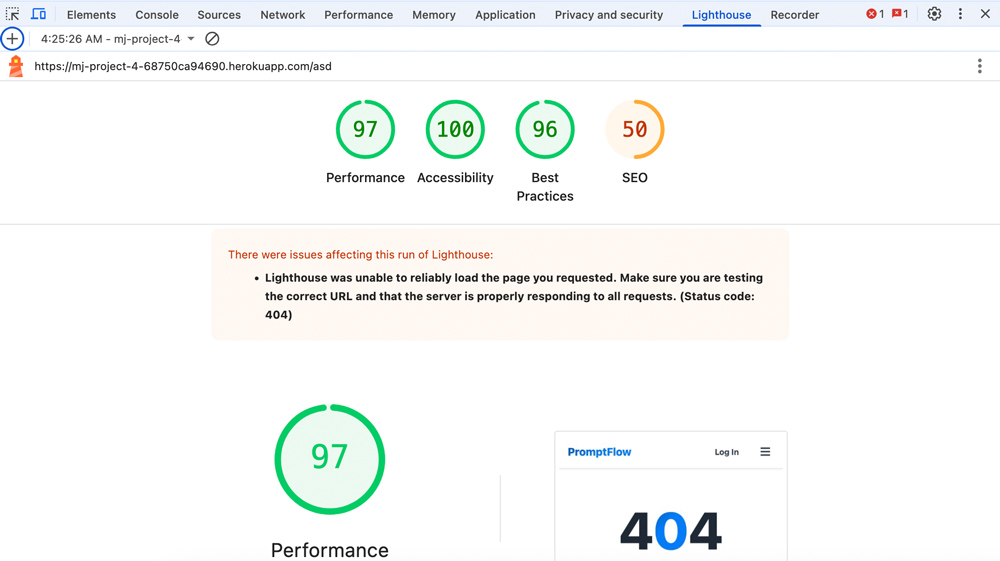 Elements Console Sources Network Performance Memory Application Privacy and security Lighthouse Recorder 1 1
4:25:26 AM - mj-project-4
https://mj-project-4-68750ca94690.herokuapp.com/asd
97 100 96 50
Performance Accessibility Best Practices SEO
There were issues affecting this run of Lighthouse:
• Lighthouse was unable to reliably load the page you requested. Make sure you are testing
the correct URL and that the server is properly responding to all requests. (Status code:
404)
97
Performance
PromptFlow Log In
404